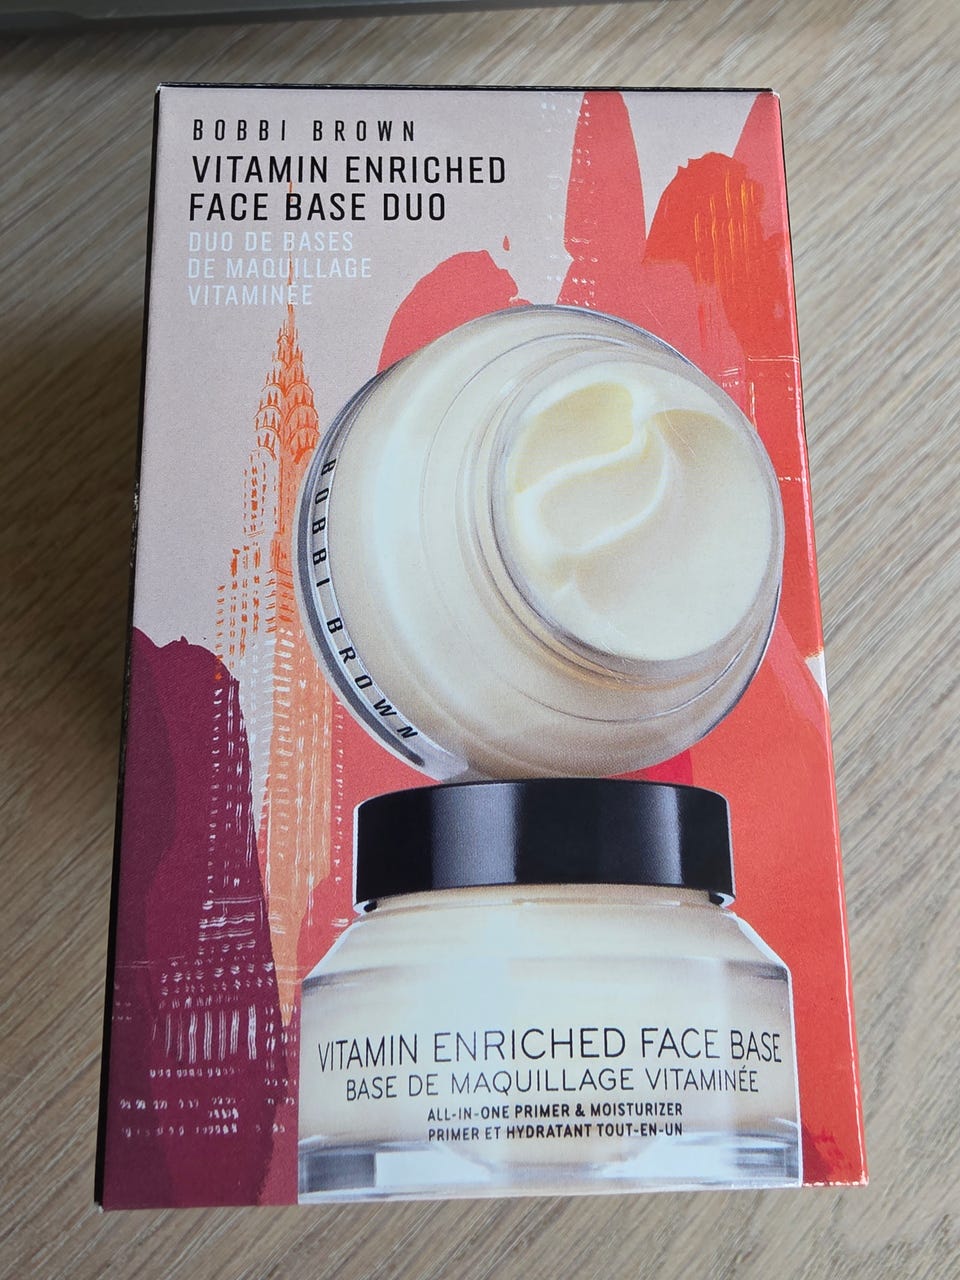 BOBBI BROWN
VITAMIN ENRICHED
FACE BASE DUO
DUO DE BASES
DE MAQUILLAGE
VITAMINÉE
BOBBI BROWN
VITAMIN ENRICHED FACE BASE
BASE DE MAQUILLAGE VITAMINÉE
ALL-IN-ONE PRIMER & MOISTURIZER
PRIMER ET HYDRATANT TOUT-EN-UN